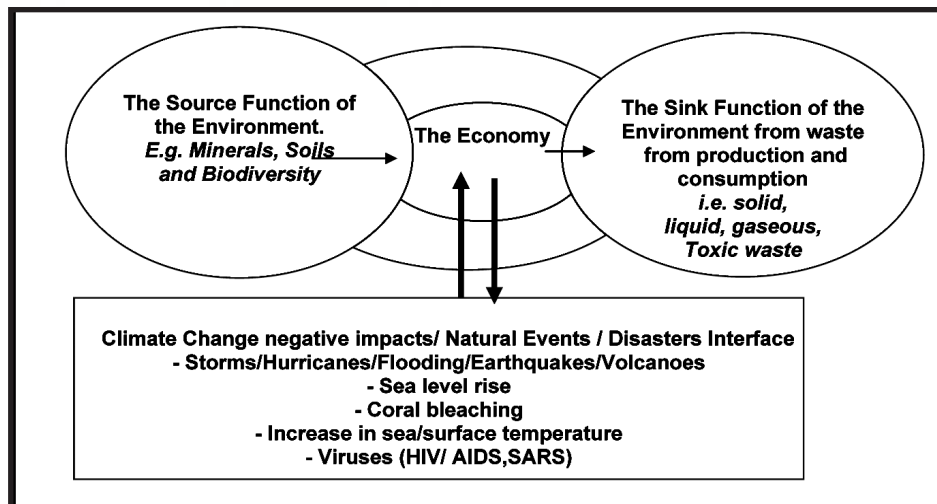 The Source Function of
the Environment.
E.g. Minerals, Soils
and Biodiversity
The Economy
The Sink Function of the
Environment from waste
from production and
consumption
i.e. solid,
liquid, gaseous,
Toxic waste
Climate Change negative impacts/ Natural Events / Disasters Interface
- Storms/Hurricanes/Flooding/Earthquakes/Volcanoes
- Sea level rise
- Coral bleaching
- Increase in sea/surface temperature
- Viruses (HIV/ AIDS,SARS)